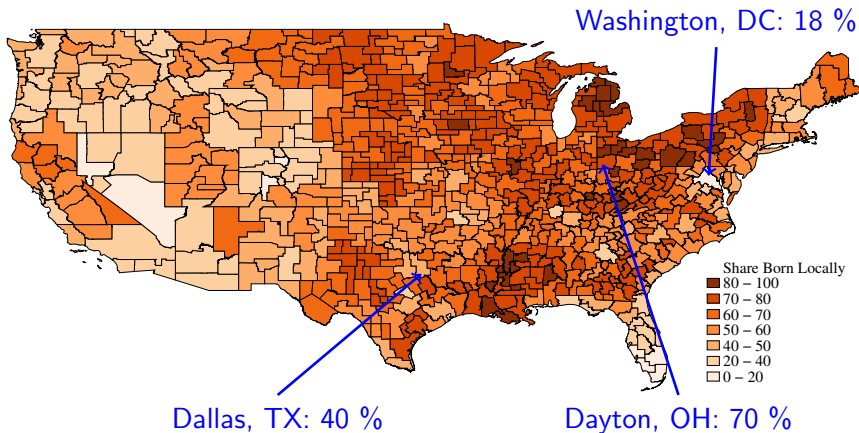 Washington, DC: 18 %
Share Born Locally
80 – 100
70 – 80
60 – 70
50 – 60
40 – 50
20 – 40
0 – 20
Dallas, TX: 40 %
Dayton, OH: 70 %